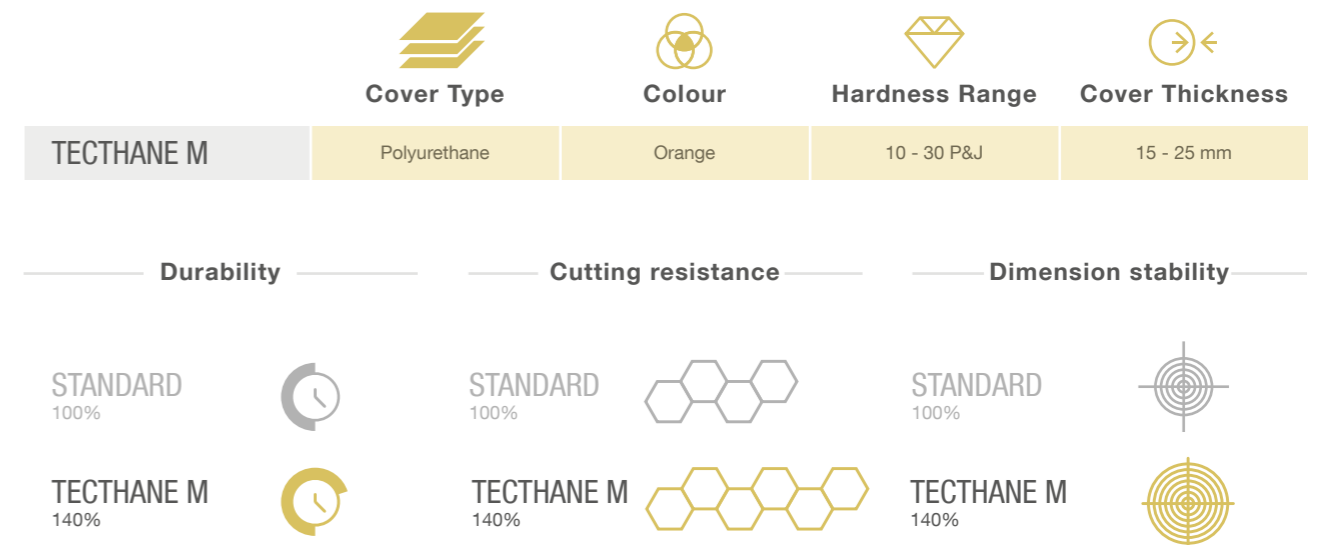 Cover Type Colour Hardness Range Cover Thickness
TECTHANE M Polyurethane Orange 10 - 30 P&J 15 - 25 mm
Durability Cutting resistance Dimension stability
STANDARD STANDARD STANDARD
100% 100% 100%
TECTHANE M TECTHANE M TECTHANE M
140% 140% 140%